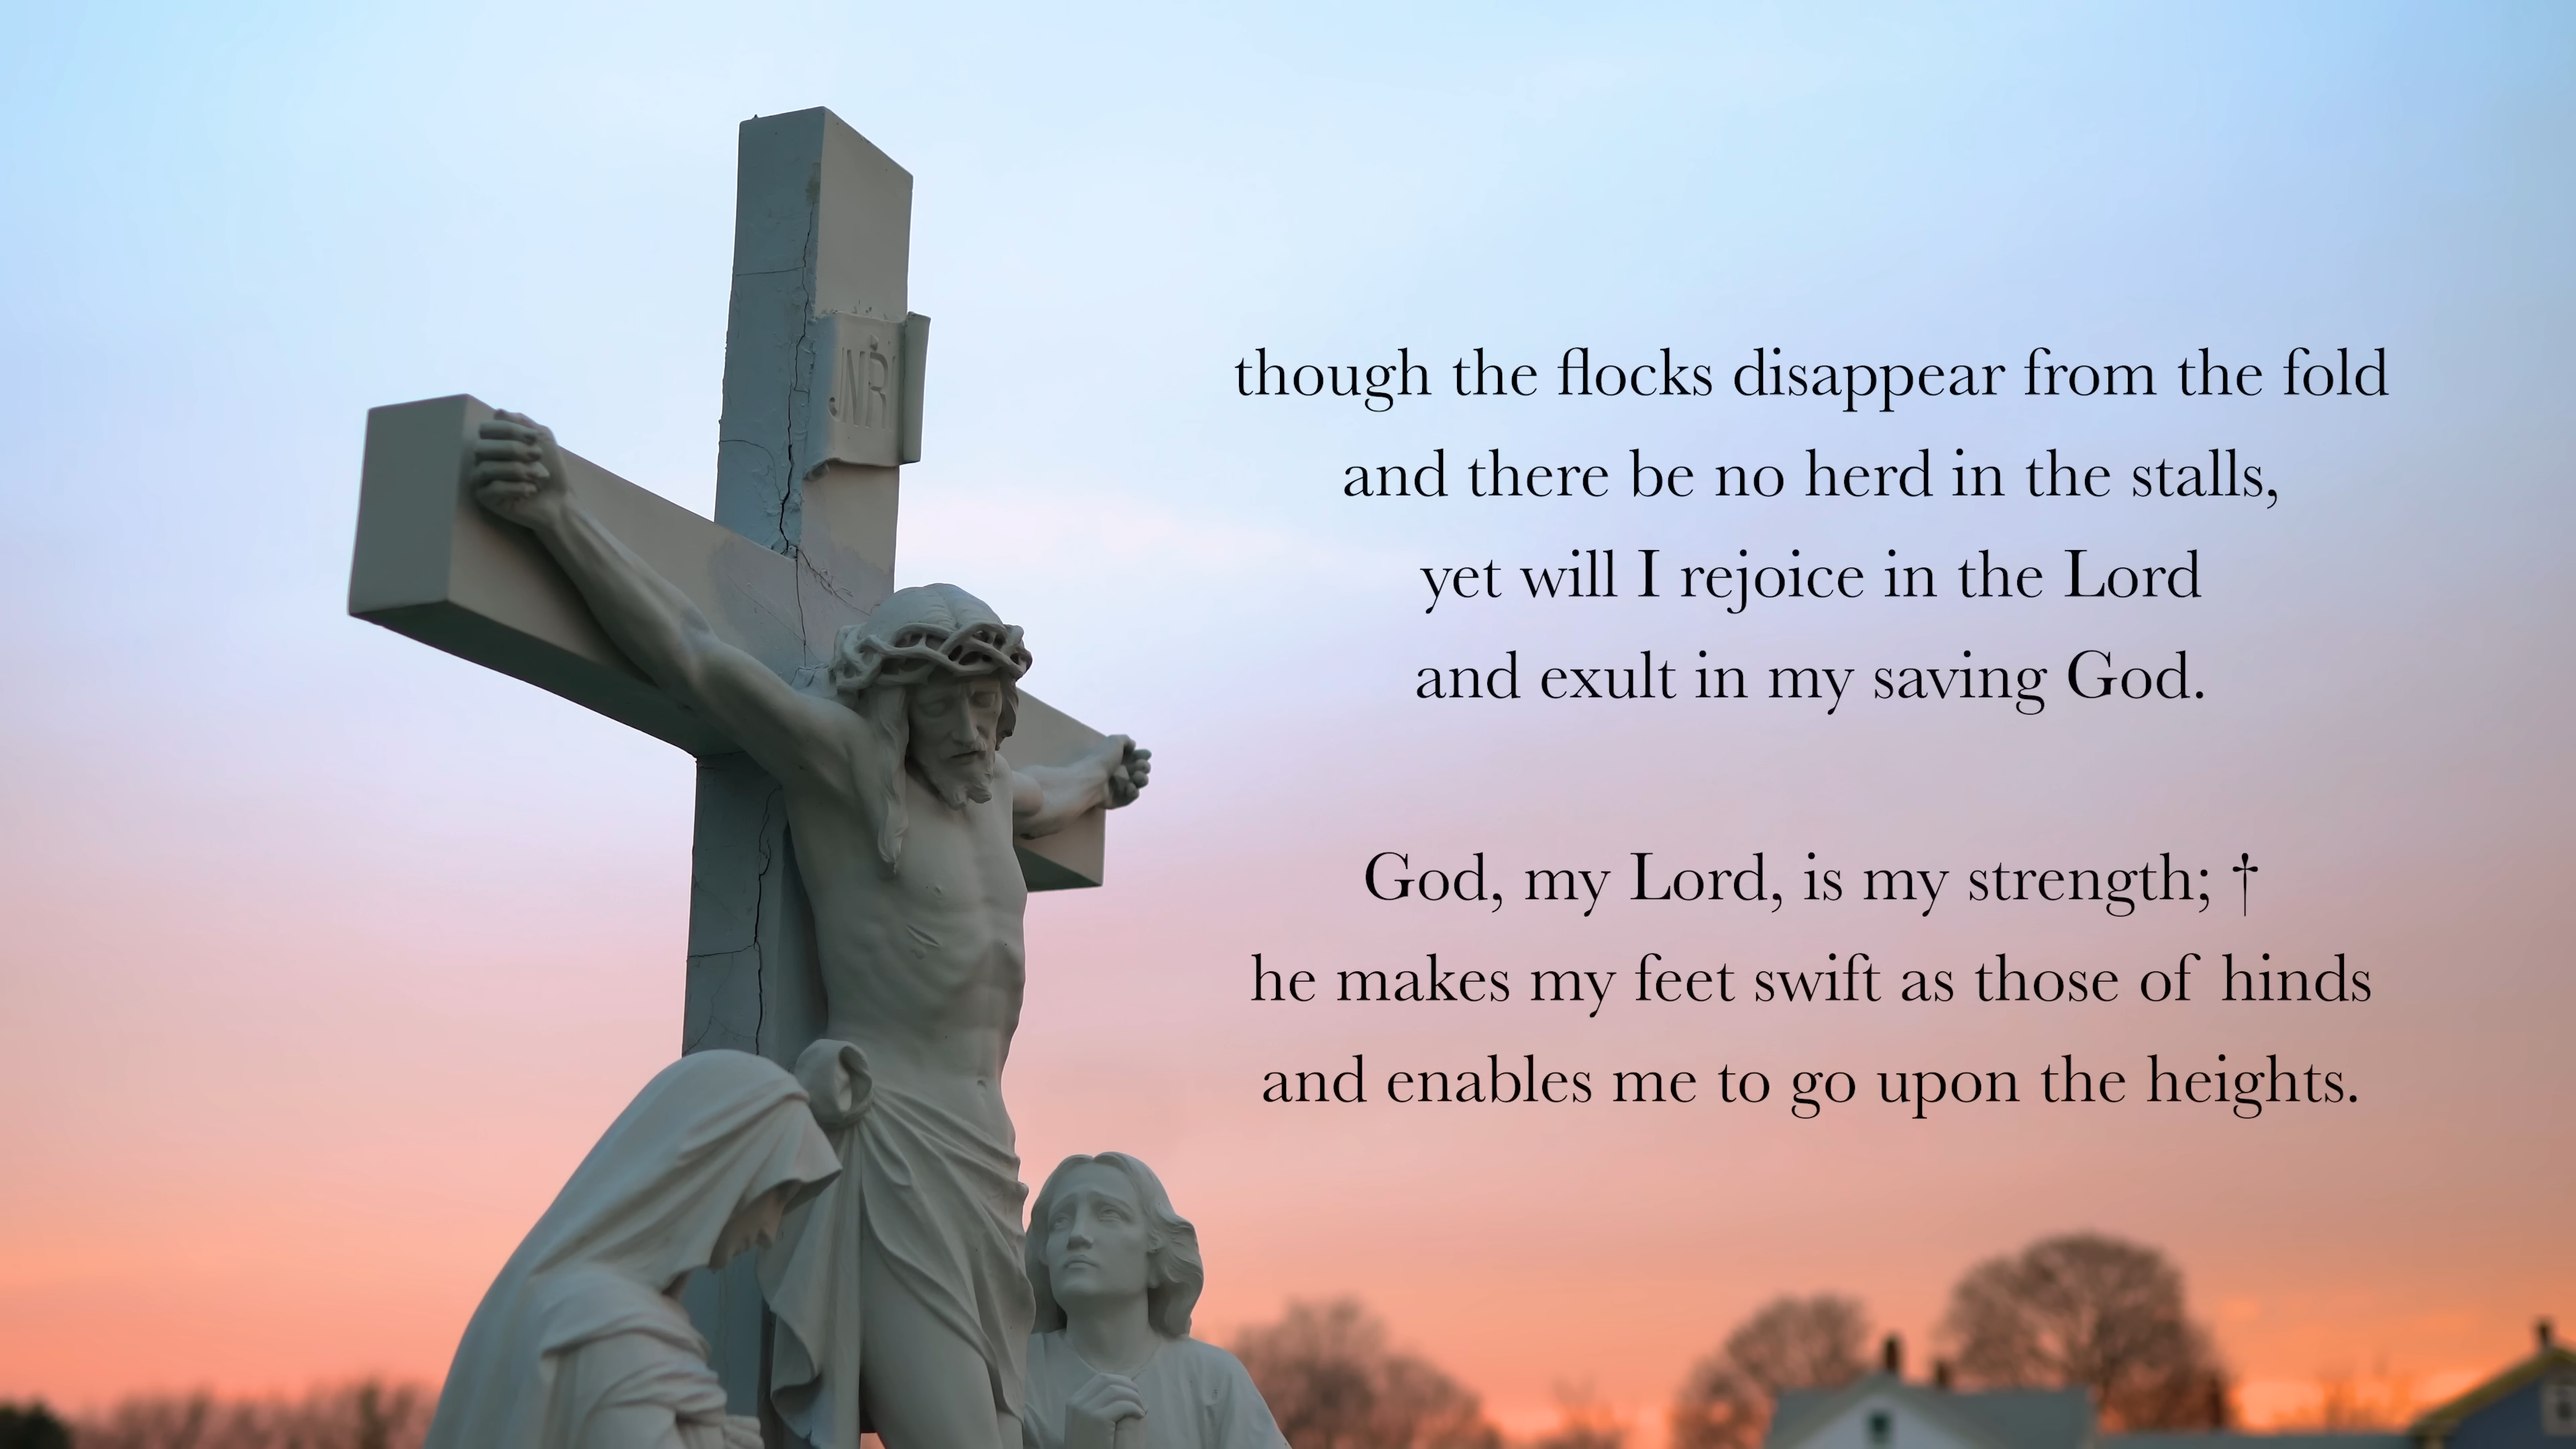 JNRI
though the flocks disappear from the fold
and there be no herd in the stalls,
yet will I rejoice in the Lord
and exult in my saving God.
God, my Lord, is my strength; †
he makes my feet swift as those of hinds
and enables me to go upon the heights.